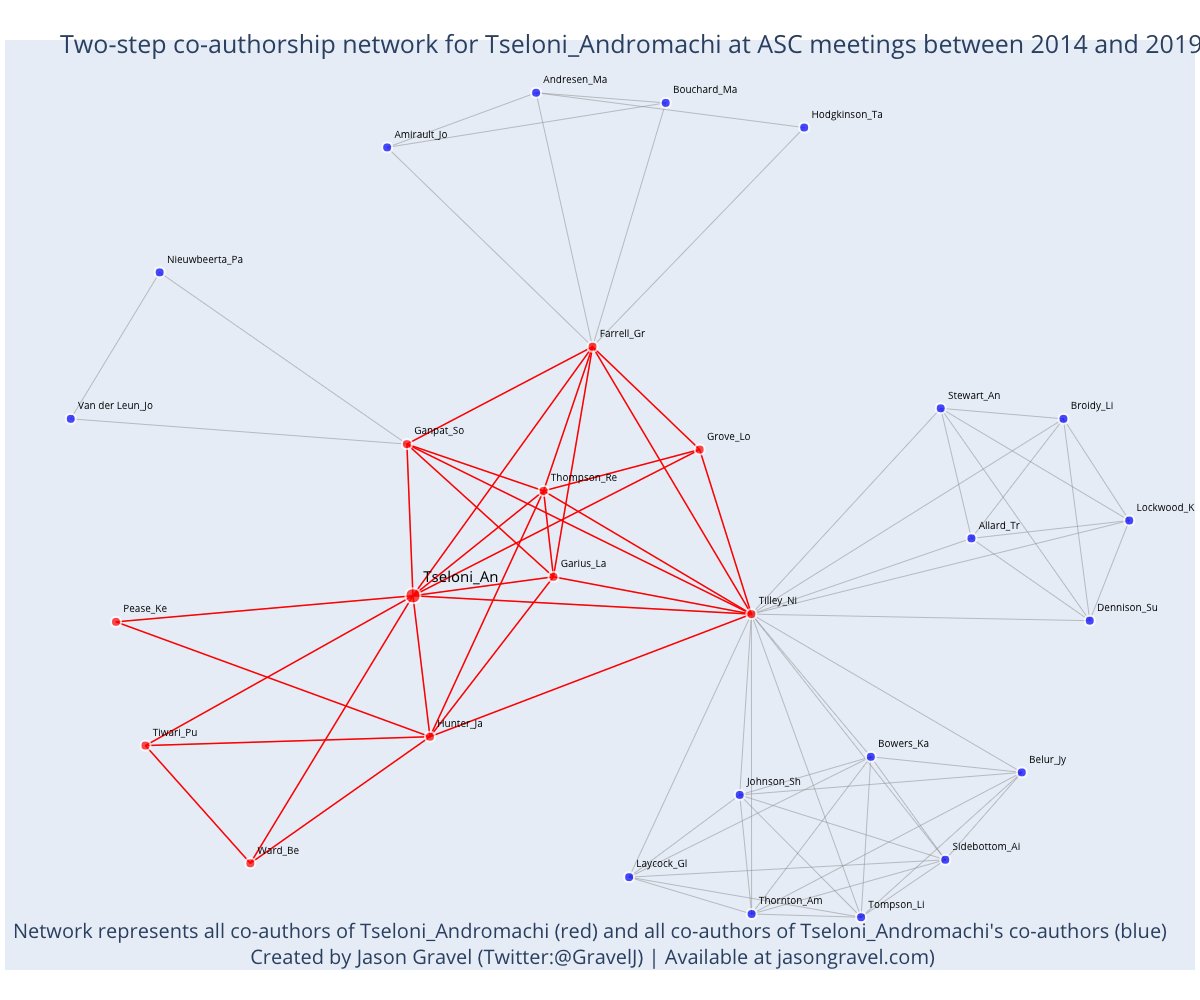 Two-step co-authorship network for Tseloni_Andromachi at ASC meetings between 2014 and 2019
Andresen_Ma
Bouchard_Ma
Hodgkinson_Ta
Amirault_Jo
Nieuwbeerta_Pa
Farrell_Gr
Stewart_An
Broidy_Li
Van der Leun_Jo
Ganpat_So
Grove_Lo
Thompson_Re
Lockwood_K
Allard_Tr
Garius_La
Tseloni_An
Tilley_Ni
Pease_Ke
Dennison_Su
Hunter_Ja
Tiwari_Pu
Bowers_Ka
Belur_Jy
Johnson_Sh
Ward_Be
Sidebottom_Ai
Laycock_Gl
Thornton_Am
Tompson_Li
Network represents all co-authors of Tseloni_Andromachi (red) and all co-authors of Tseloni_Andromachi's co-authors (blue)
Created by Jason Gravel (Twitter:@GravelJ) | Available at jasongravel.com)